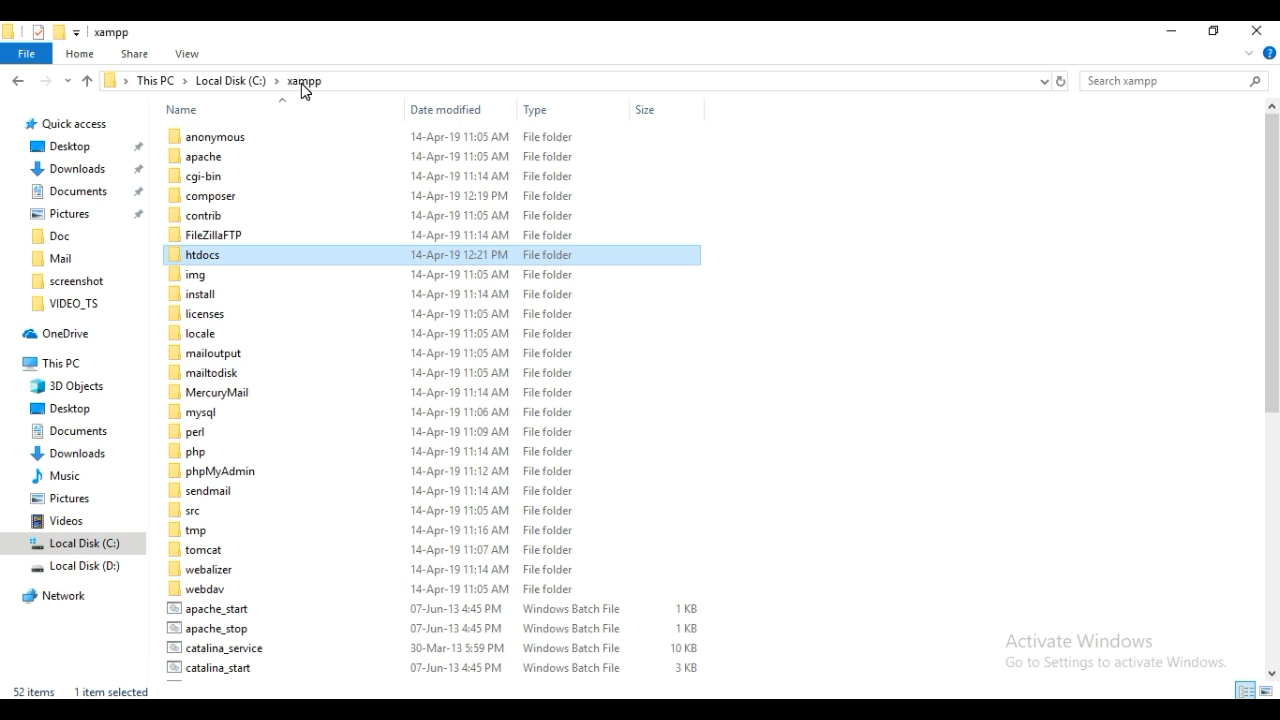 xampp
File Home Share View
This PC Local Disk (C:) xampp Search xampp
Name Date modified Type Size
Quick access
Desktop
Downloads
Documents
Pictures
Doc
Mail
screenshot
VIDEO_TS
OneDrive
This PC
3D Objects
Desktop
Documents
Downloads
Music
Pictures
Videos
Local Disk (C:)
Local Disk (D:)
Network
anonymous 14-Apr-19 11:05 AM File folder
apache 14-Apr-19 11:05 AM File folder
cgi-bin 14-Apr-19 11:14 AM File folder
composer 14-Apr-19 12:19 PM File folder
contrib 14-Apr-19 11:05 AM File folder
FileZillaFTP 14-Apr-19 11:14 AM File folder
htdocs 14-Apr-19 12:21 PM File folder
img 14-Apr-19 11:05 AM File folder
install 14-Apr-19 11:14 AM File folder
licenses 14-Apr-19 11:05 AM File folder
locale 14-Apr-19 11:05 AM File folder
mailoutput 14-Apr-19 11:05 AM File folder
mailtodisk 14-Apr-19 11:05 AM File folder
MercuryMail 14-Apr-19 11:14 AM File folder
mysql 14-Apr-19 11:06 AM File folder
perl 14-Apr-19 11:09 AM File folder
php 14-Apr-19 11:14 AM File folder
phpMyAdmin 14-Apr-19 11:12 AM File folder
sendmail 14-Apr-19 11:14 AM File folder
src 14-Apr-19 11:05 AM File folder
tmp 14-Apr-19 11:16 AM File folder
tomcat 14-Apr-19 11:07 AM File folder
webalizer 14-Apr-19 11:14 AM File folder
webdav 14-Apr-19 11:05 AM File folder
apache_start 07-Jun-13 4:45 PM Windows Batch File 1 KB
apache_stop 07-Jun-13 4:45 PM Windows Batch File 1 KB
catalina_service 30-Mar-13 5:59 PM Windows Batch File 10 KB
catalina_start 07-Jun-13 4:45 PM Windows Batch File 3 KB
Activate Windows
Go to Settings to activate Windows.
52 items 1 item selected